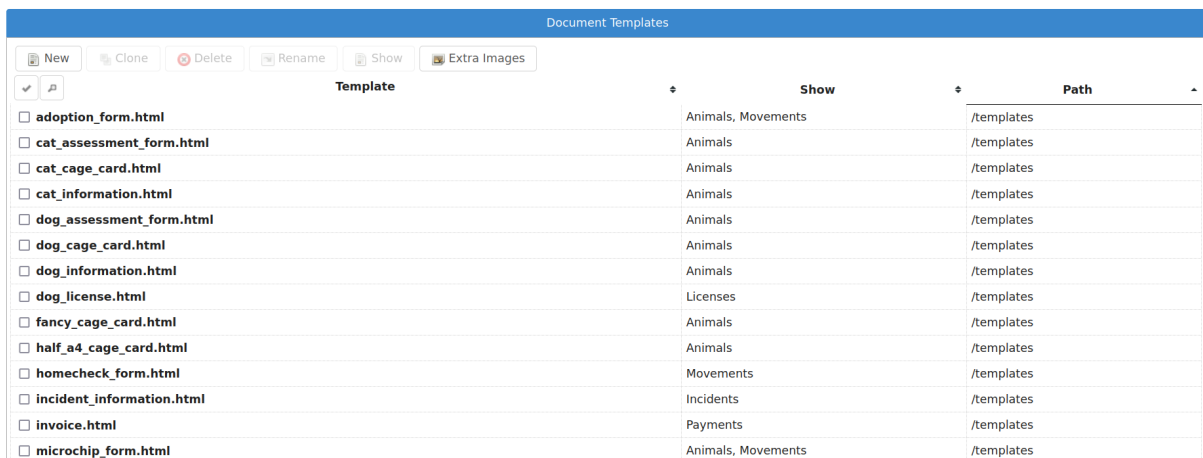 Document Templates
New Clone Delete Rename Show Extra Images
Template Show Path
adoption_form.html Animals, Movements /templates
cat_assessment_form.html Animals /templates
cat_cage_card.html Animals /templates
cat_information.html Animals /templates
dog_assessment_form.html Animals /templates
dog_cage_card.html Animals /templates
dog_information.html Animals /templates
dog_license.html Licenses /templates
fancy_cage_card.html Animals /templates
half_a4_cage_card.html Animals /templates
homecheck_form.html Movements /templates
incident_information.html Incidents /templates
invoice.html Payments /templates
microchip_form.html Animals, Movements /templates